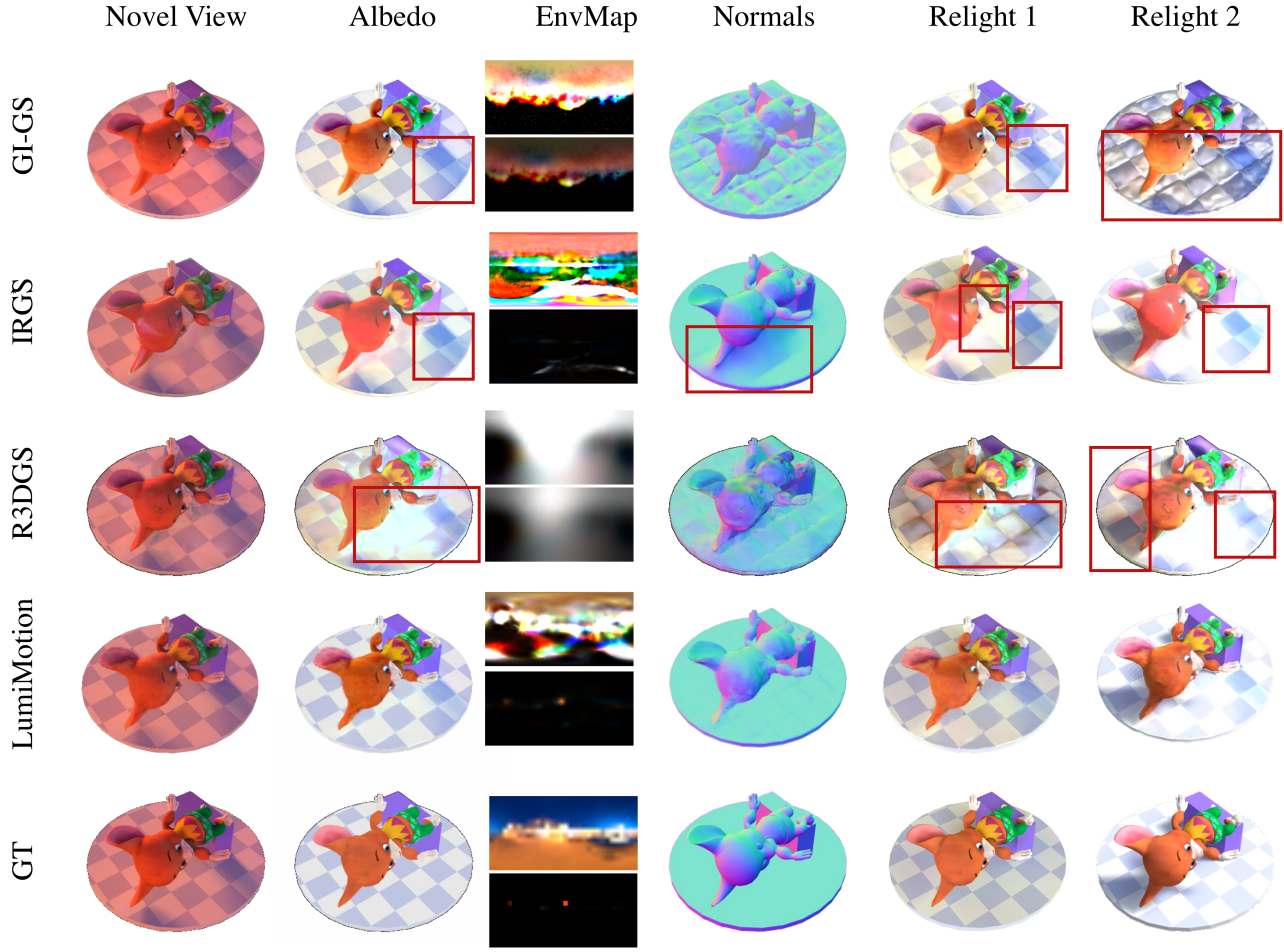 Novel View Albedo EnvMap Normals Relight 1 Relight 2
GI-GS
IRGS
R3DGS
LumiMotion
GT